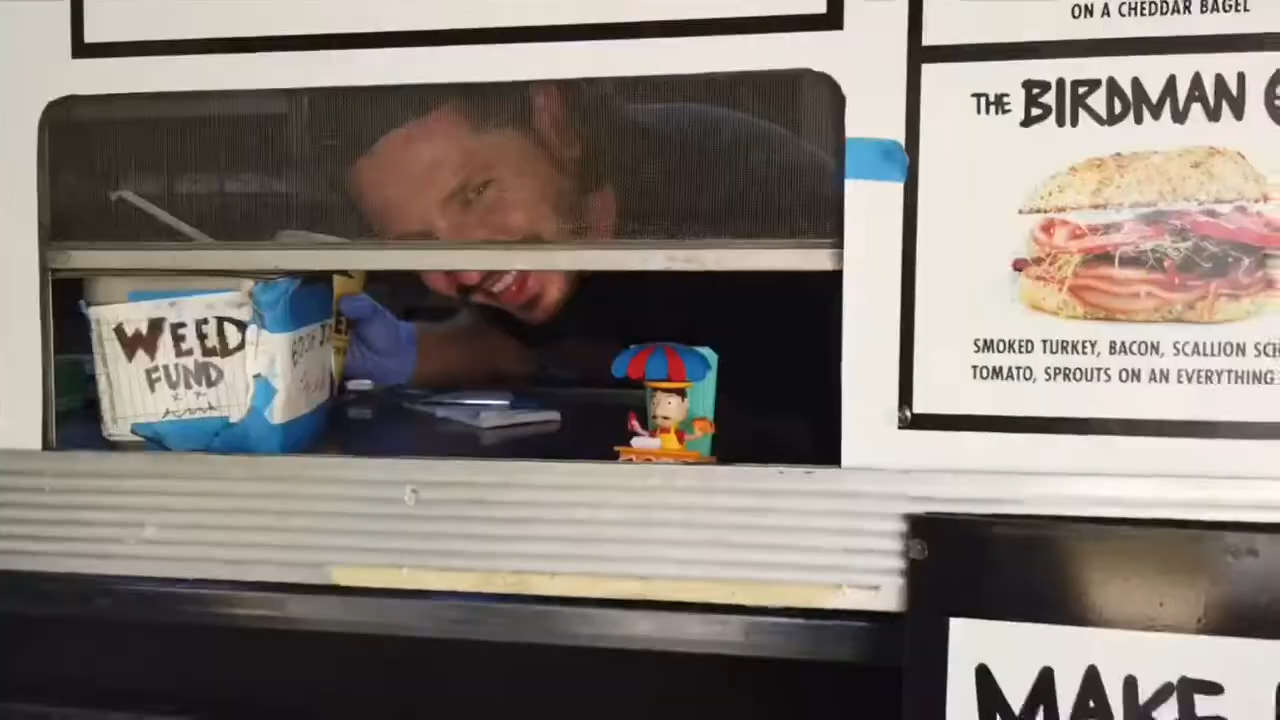 ON A CHEDDAR BAGEL
THE BIRDMAN
SMOKED TURKEY, BACON, SCALLION
TOMATO, SPROUTS ON AN EVERYTHING
WEED
FUND
MAKE